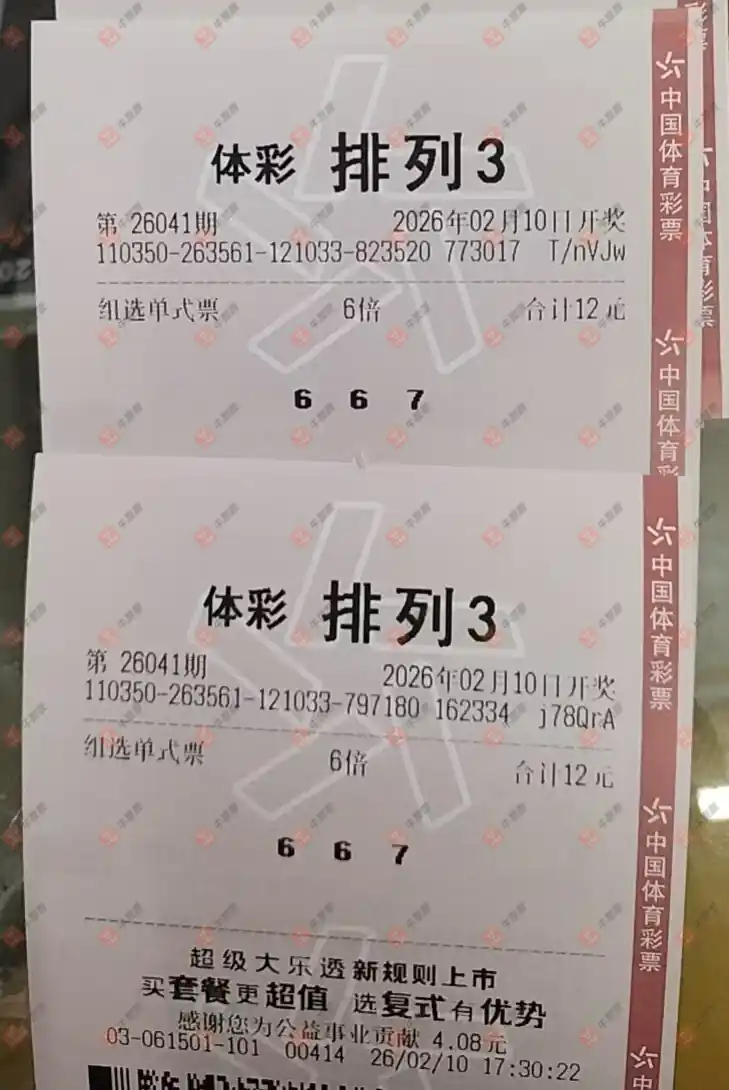 体彩 排列3
第 26041期 2026年02月10日开奖
110350-263561-121033-823520 773017 T/nVJw
组选单式票 6倍 合计12元
6 6 7
中国体育彩票
中国体育彩
体彩 排列3
第 26041期 2026年02月10日开奖
110350-263561-121033-797180 162334 j78QrA
组选单式票 6倍 合计12元
6 6 7
超级大乐透新规则上市
买套餐更超值 选复式有优势
感谢您为公益事业贡献 4.08元
03-061501-101 00414 26/02/10 17:30:22
中国体育彩票
中国体育彩票
中